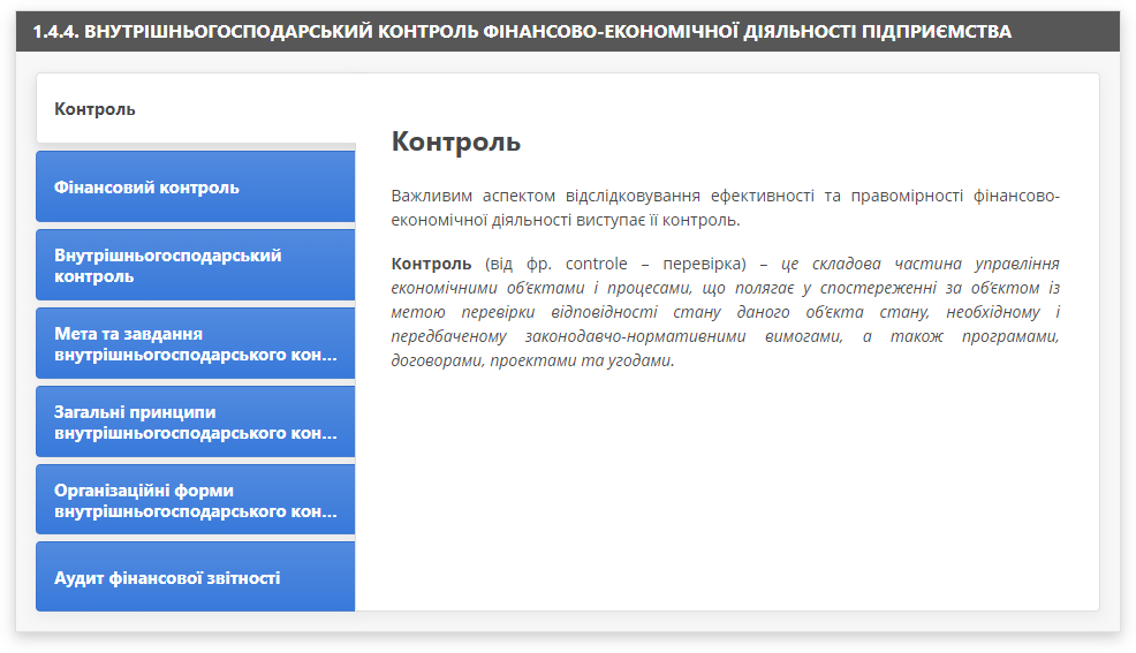 1.4.4. ВНУТРІШНЬОГОСПОДАРСЬКИЙ КОНТРОЛЬ ФІНАНСОВО-ЕКОНОМІЧНОЇ ДІЯЛЬНОСТІ ПІДПРИЄМСТВА
Контроль
Фінансовий контроль
Внутрішньогосподарський
контроль
Мета та завдання
внутрішньогосподарського кон...
Загальні принципи
внутрішньогосподарського кон...
Організаційні форми
внутрішньогосподарського кон...
Аудит фінансової звітності
Контроль
Важливим аспектом відслідковування ефективності та правомірності фінансово-
економічної діяльності виступає її контроль.
Контроль (від фр. controle – перевірка) – це складова частина управління
економічними об'єктами і процесами, що полягає у спостереженні за об'єктом із
метою перевірки відповідності стану даного об'єкта стану, необхідному і
передбаченому законодавчо-нормативними вимогами, а також програмами,
договорами, проектами та угодами.